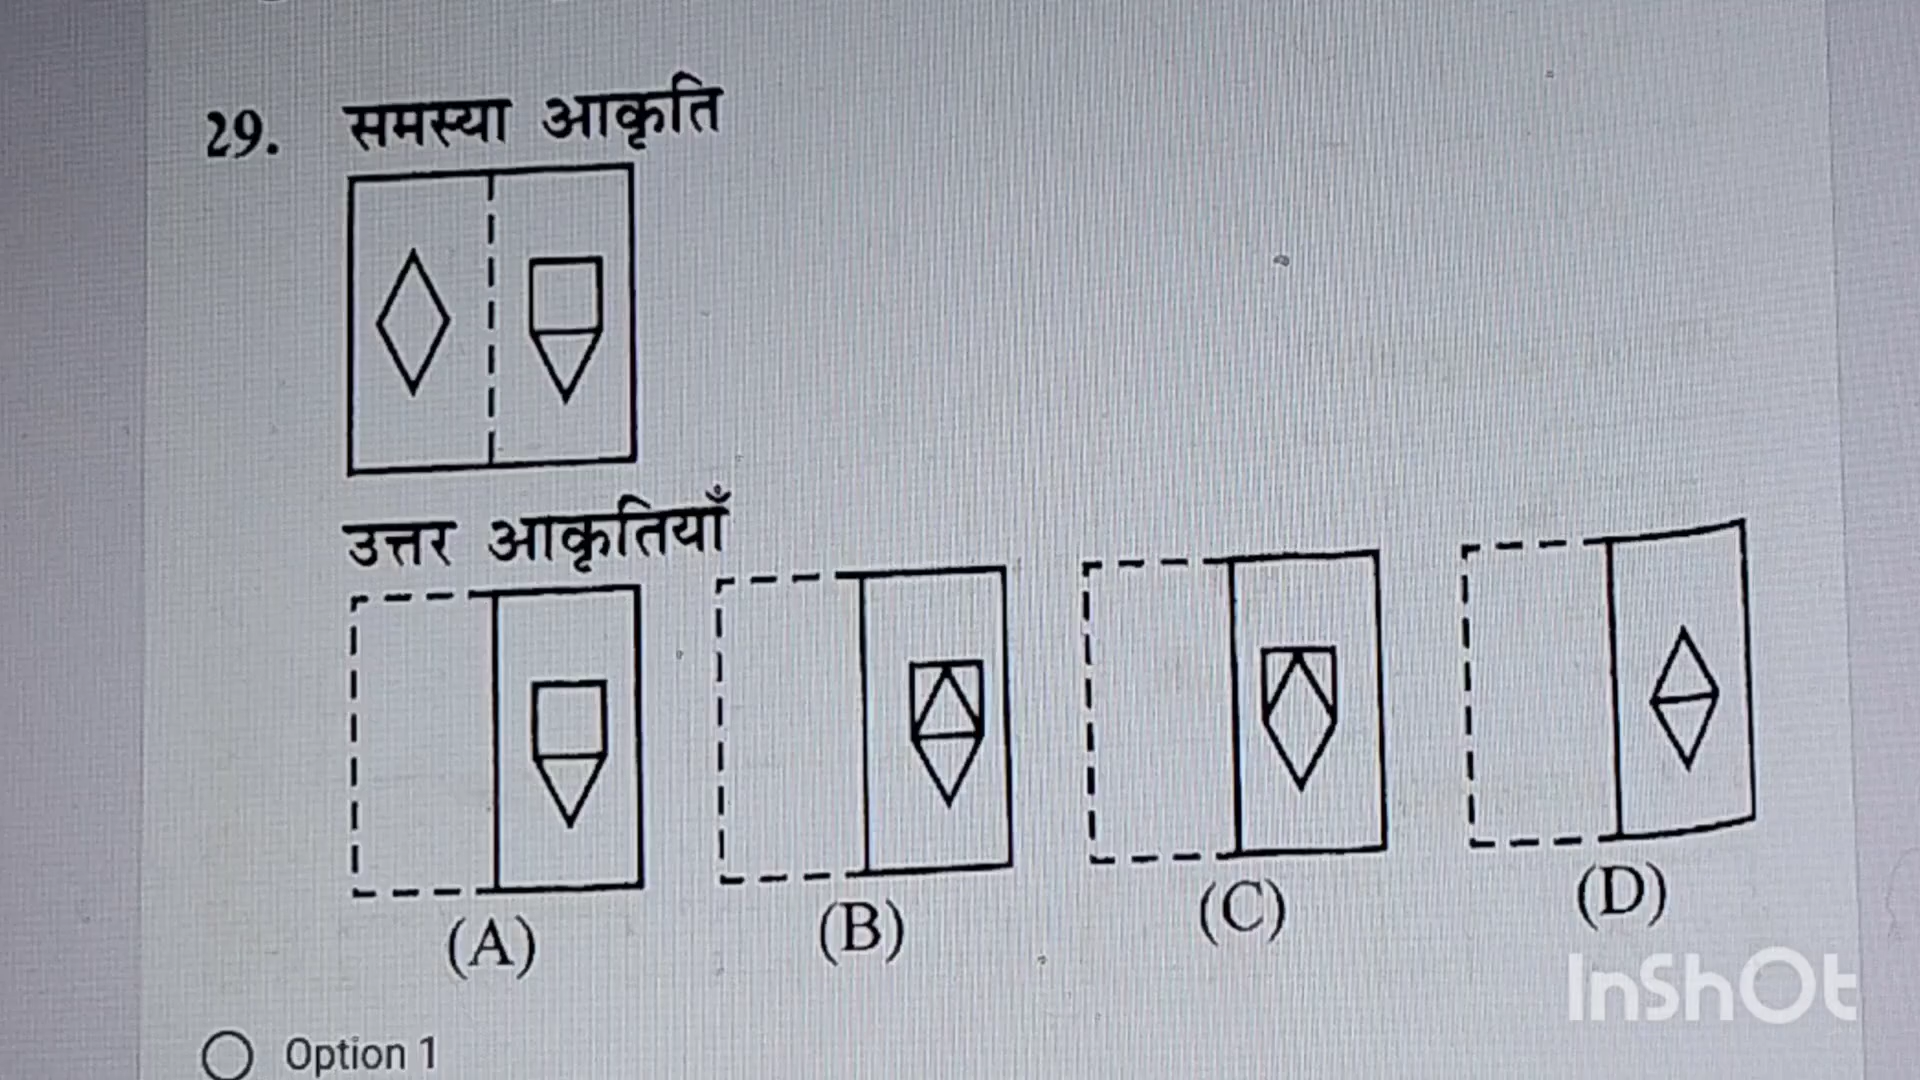 29. समस्या आकृति
उत्तर आकृतियाँ
(A) (B) (C) (D)
InShOt
Option 1